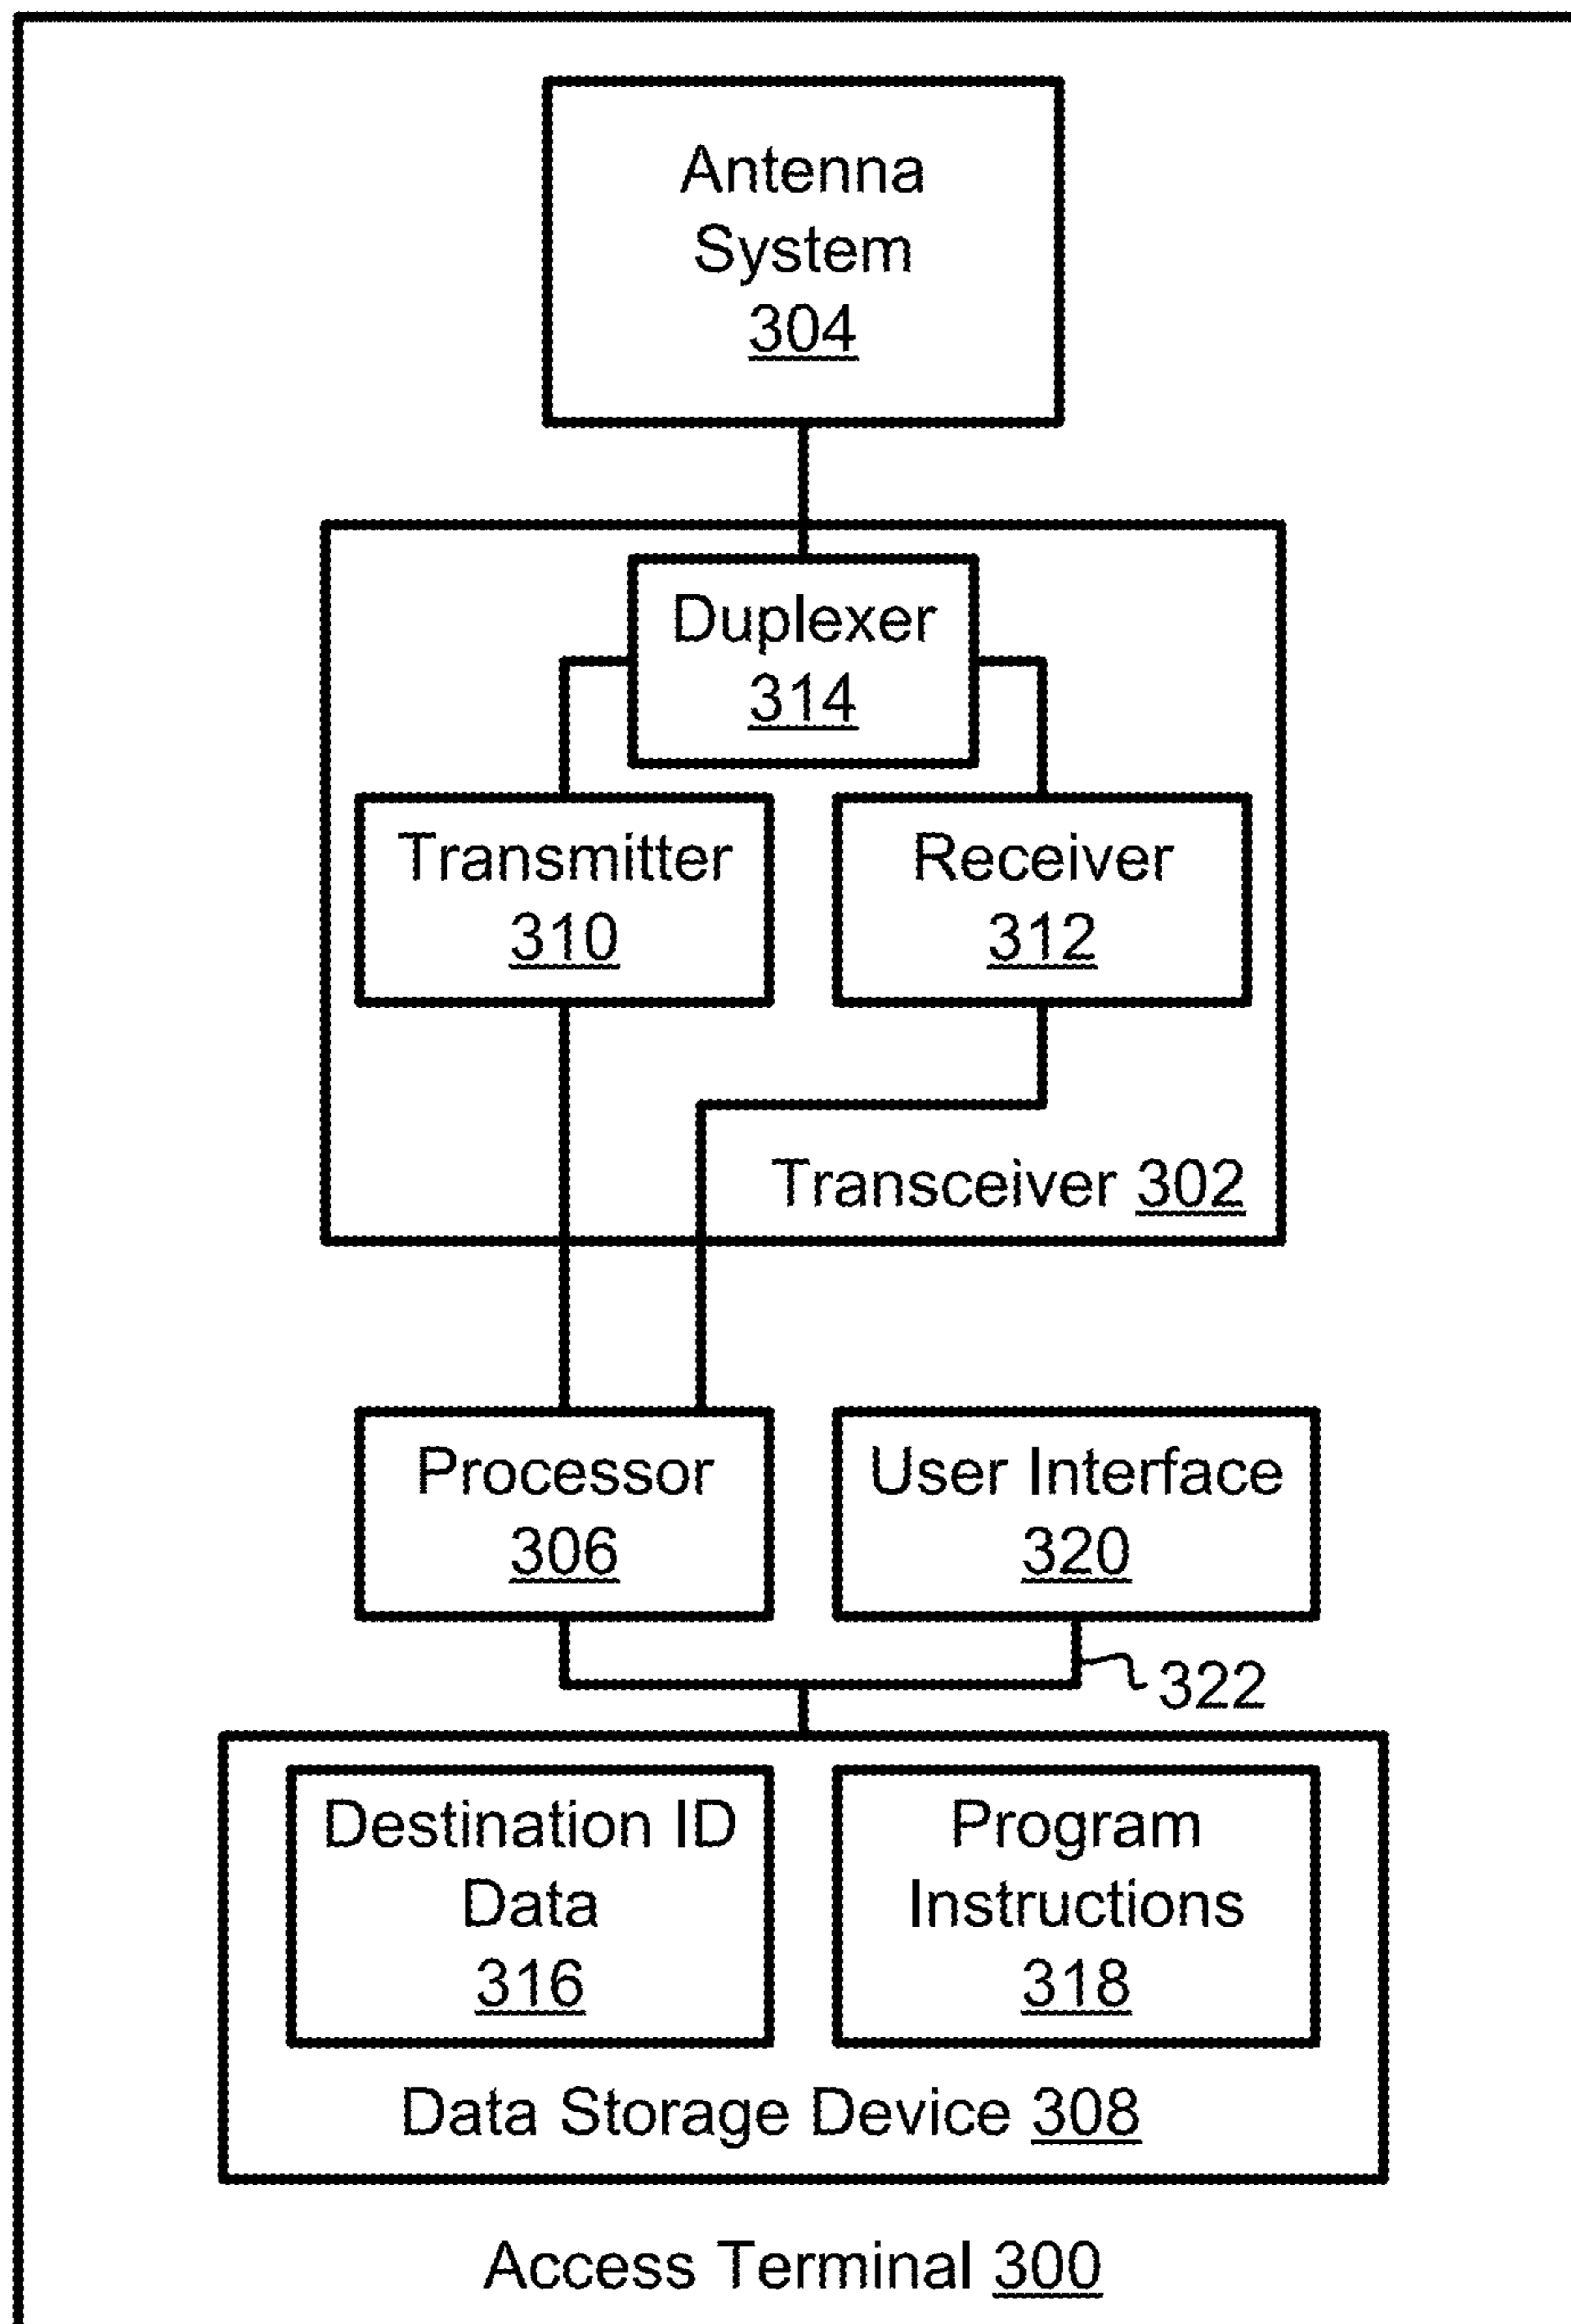 Antenna
System
304
Duplexer
314
Transmitter
310
Receiver
312
Transceiver 302
Processor
306
User Interface
320
322
Destination ID
Data
316
Program
Instructions
318
Data Storage Device 308
Access Terminal 300